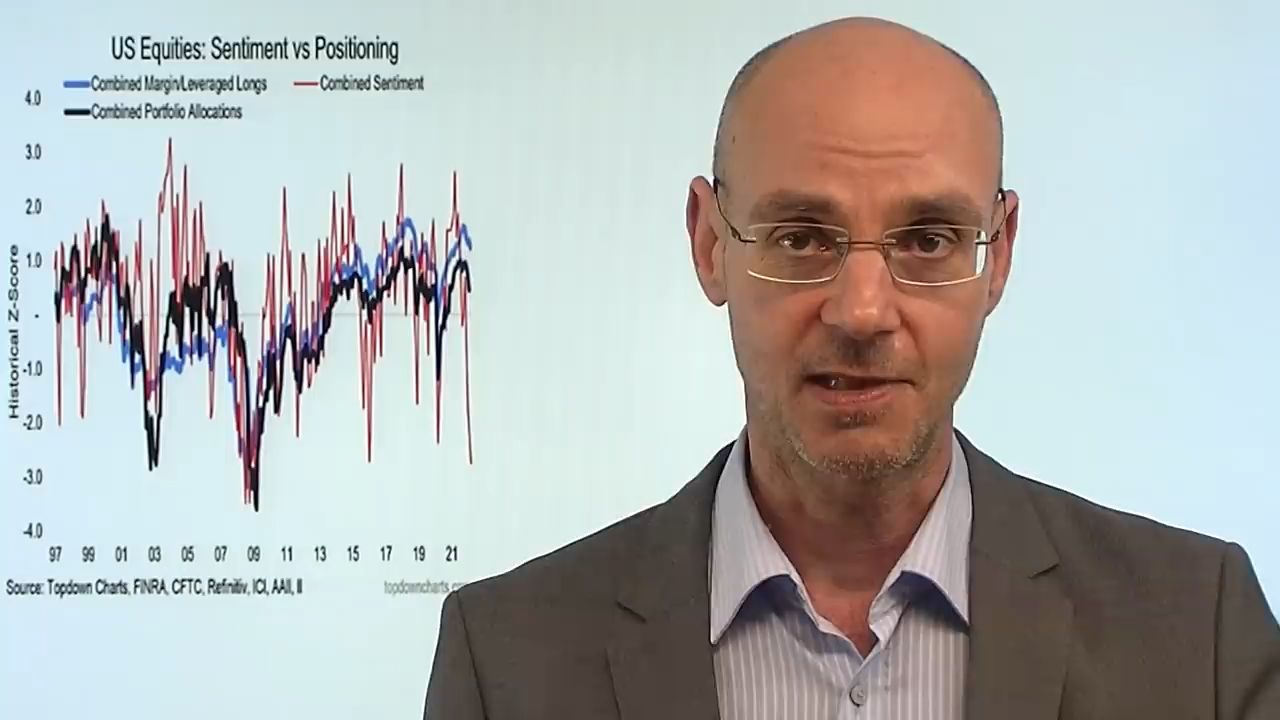 US Equities: Sentiment vs Positioning
Combined Margin/Leveraged Longs Combined Sentiment
Combined Portfolio Allocations
Historical Z-Score
4.0
3.0
2.0
1.0
-
-1.0
-2.0
-3.0
-4.0
97 99 01 03 05 07 09 11 13 15 17 19 21
Source: Topdown Charts, FINRA, CFTC, Refinitiv, ICI, AAII, II
topdowncharts.co